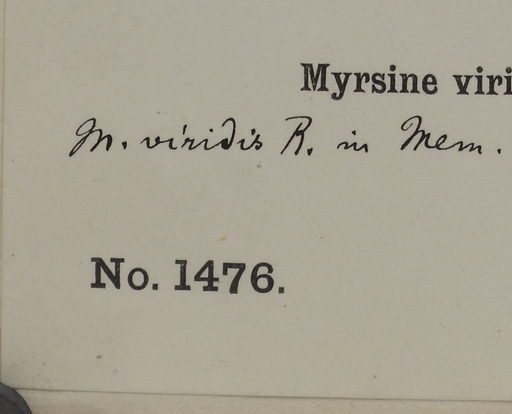 Myrsine viri
M. viridis R. in Mem.
No. 1476.